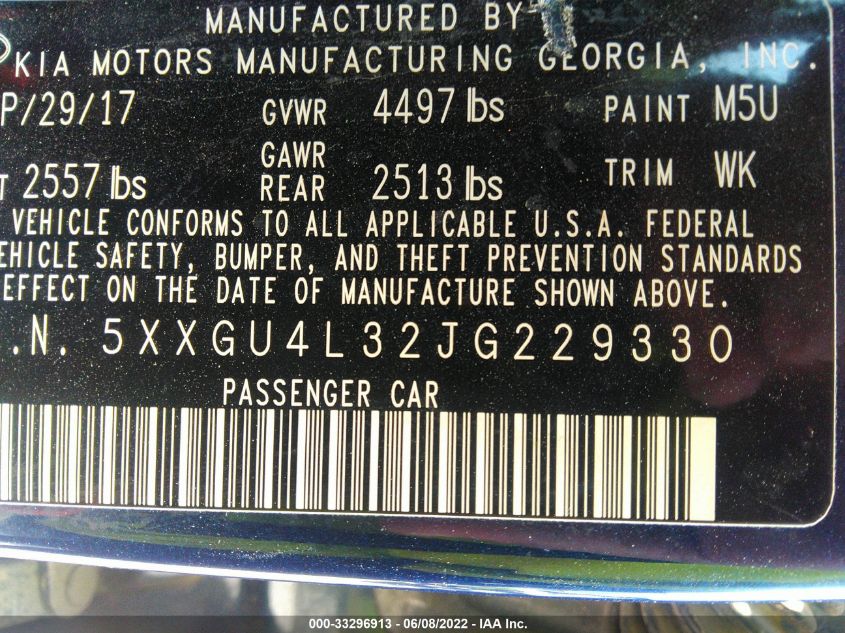 MANUFACTURED BY
KIA MOTORS MANUFACTURING GEORGIA, INC.
P/29/17 GVWR 4497 lbs PAINT M5U
T 2557 lbs GAWR REAR 2513 lbs TRIM WK
VEHICLE CONFORMS TO ALL APPLICABLE U.S.A. FEDERAL
EHICLE SAFETY, BUMPER, AND THEFT PREVENTION STANDARDS
EFFECT ON THE DATE OF MANUFACTURE SHOWN ABOVE.
.N. 5XXGU4L32JG229330
PASSENGER CAR
000-33296913 - 06/08/2022 - IAA Inc.